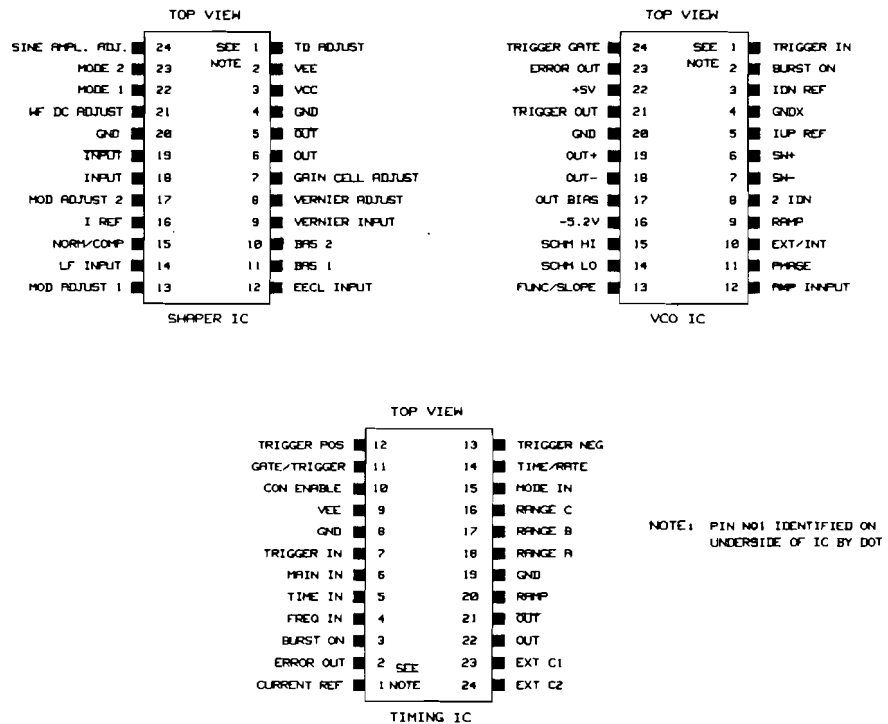 TOP VIEW
SINE AMPL. ADJ. 24 SEE 1 TD ADJUST
MODE 2 23 NOTE 2 VEE
MODE 1 22 3 VCC
WF DC ADJUST 21 4 GND
GND 20 5 OUT
INPUT 19 6 OUT
INPUT 18 7 GAIN CELL ADJUST
MOD ADJUST 2 17 8 VERNIER ADJUST
I REF 16 9 VERNIER INPUT
NORM/COMP 15 10 BAS 2
LF INPUT 14 11 BAS 1
MOD ADJUST 1 13 12 EECL INPUT
SHAPER IC
TOP VIEW
TRIGGER GATE 24 SEE 1 TRIGGER IN
ERROR OUT 23 NOTE 2 BURST ON
+5V 22 3 IDN REF
TRIGGER OUT 21 4 GNDX
GND 20 5 IUP REF
OUT+ 19 6 SW+
OUT- 18 7 SW-
OUT BIAS 17 8 2 IDN
-5.2V 16 9 RAMP
SCHM HI 15 10 EXT/INT
SCHM LO 14 11 PHASE
FUNC/SLOPE 13 12 AMP INNPUT
VCO IC
TOP VIEW
TRIGGER POS 12 13 TRIGGER NEG
GATE/TRIGGER 11 14 TIME/RATE
CON ENABLE 10 15 MODE IN
VEE 9 16 RANGE C
GND 8 17 RANGE B
TRIGGER IN 7 18 RANGE A
MAIN IN 6 19 GND
TIME IN 5 20 RAMP
FREQ IN 4 21 OUT
BURST ON 3 22 OUT
ERROR OUT 2 SEE 23 EXT C1
CURRENT REF 1 NOTE 24 EXT C2
TIMING IC
NOTE: PIN NO1 IDENTIFIED ON
UNDERSIDE OF IC BY DOT